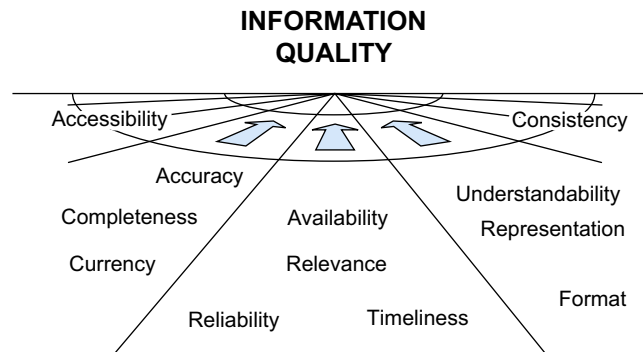 INFORMATION
QUALITY
Accessibility
Consistency
Accuracy
Understandability
Completeness
Availability
Representation
Currency
Relevance
Format
Reliability
Timeliness